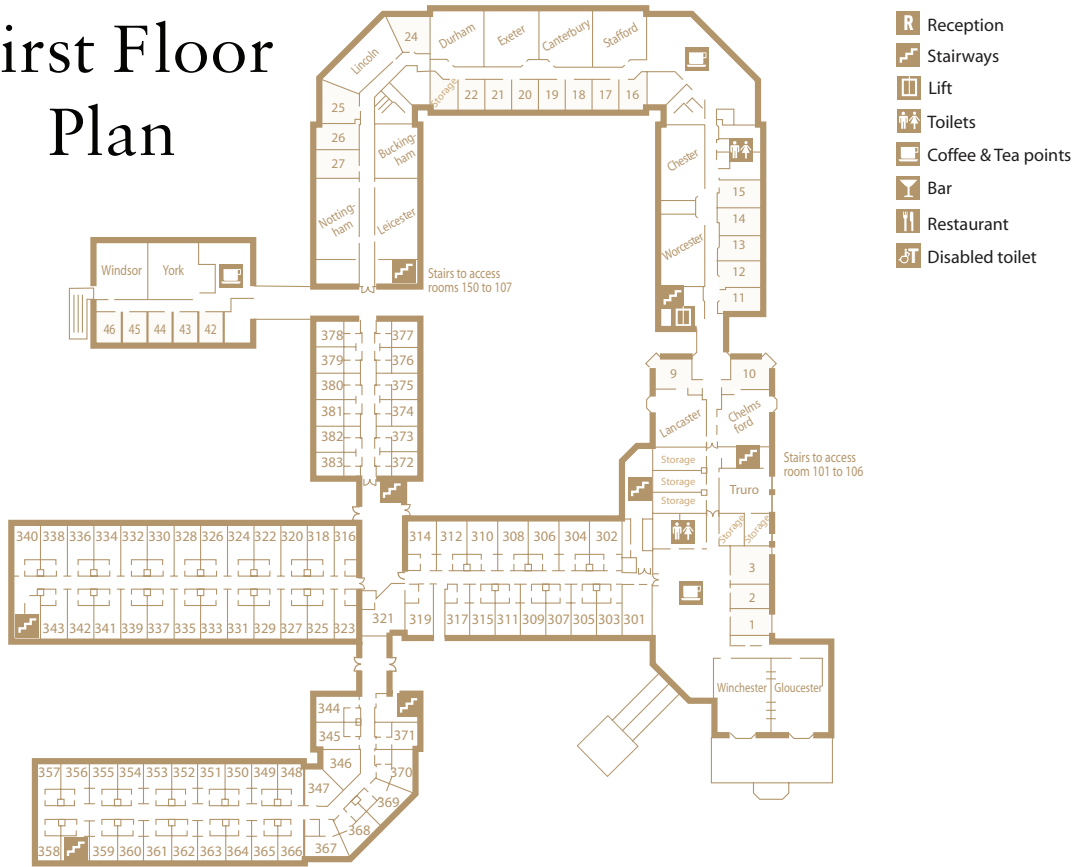 irst Floor
Plan
R Reception
Stairways
Lift
Toilets
Coffee & Tea points
Bar
Restaurant
Disabled toilet
24
Durham
Exeter
Canterbury
Stafford
Lincoln
Storage
22
21
20
19
18
17
16
25
26
27
Bucking-
ham
Chester
Notting-
ham
Leicester
15
14
13
12
11
Worcester
Windsor
York
Stairs to access
rooms 150 to 107
46
45
44
43
42
378
377
379
376
380
375
381
374
382
373
383
372
9
10
Lancaster
Chelms
ford
Storage
Storage
Storage
Stairs to access
room 101 to 106
Truro
Storage
Storage
340
338
336
334
332
330
328
326
324
322
320
318
316
314
312
310
308
306
304
302
3
2
1
343
342
341
339
337
335
333
331
329
327
325
323
321
319
317
315
311
309
307
305
303
301
Winchester
Gloucester
344
345
371
346
370
347
369
368
367
357
356
355
354
353
352
351
350
349
348
358
359
360
361
362
363
364
365
366